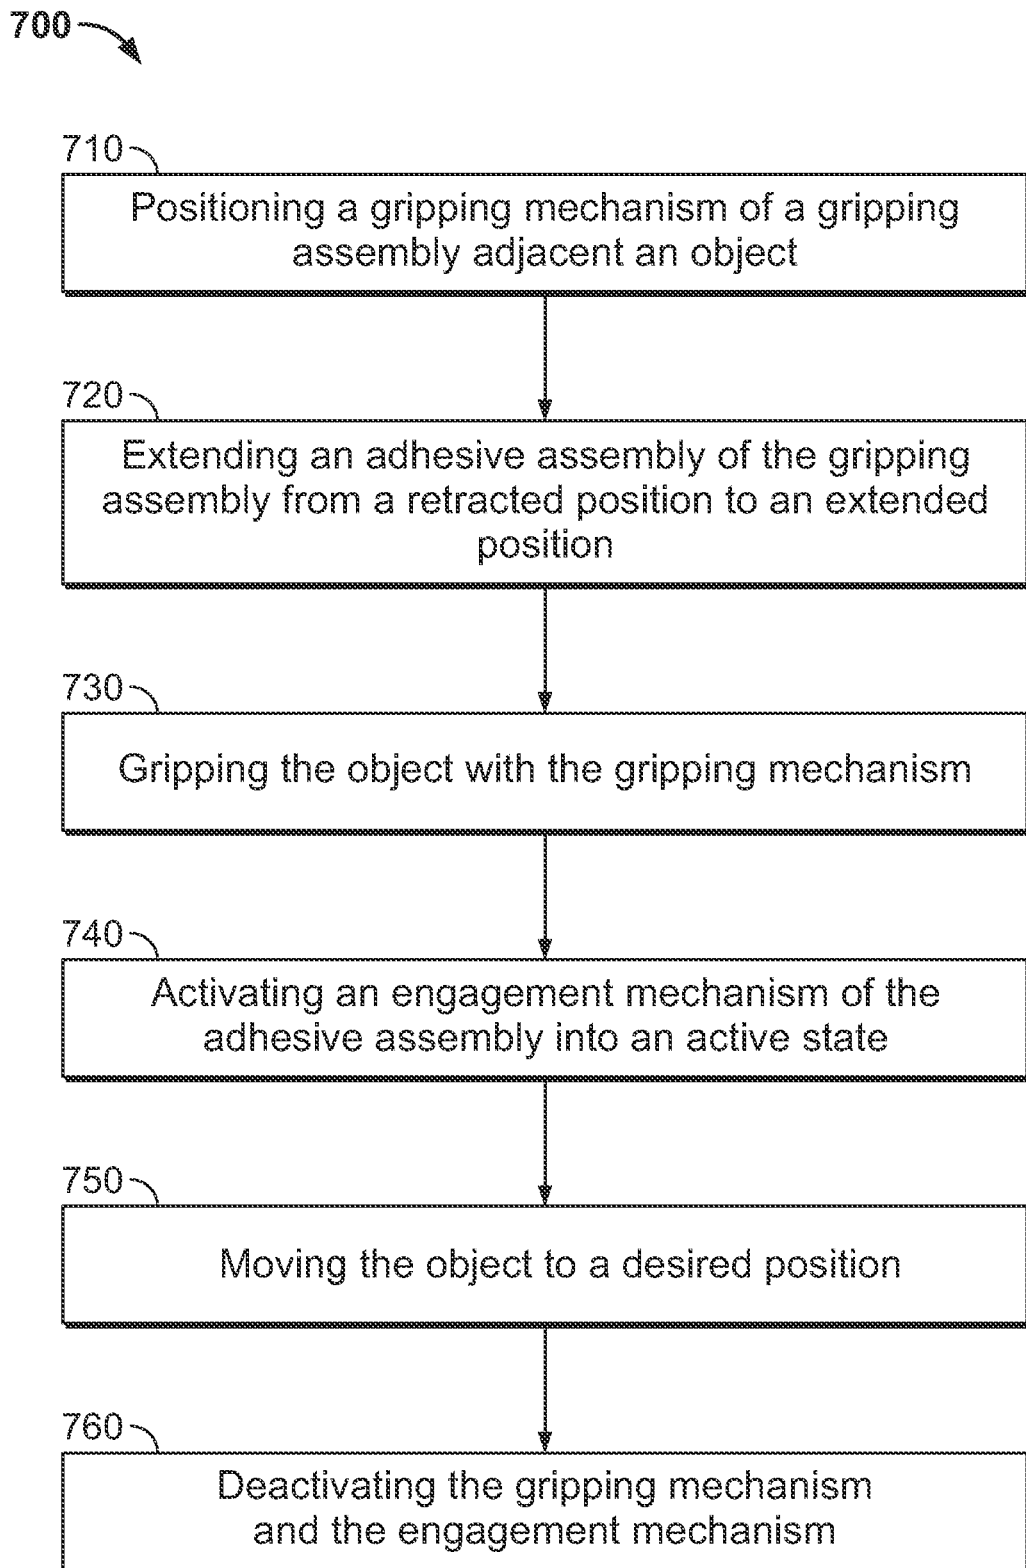 700
710
Positioning a gripping mechanism of a gripping
assembly adjacent an object
720
Extending an adhesive assembly of the gripping
assembly from a retracted position to an extended
position
730
Gripping the object with the gripping mechanism
740
Activating an engagement mechanism of the
adhesive assembly into an active state
750
Moving the object to a desired position
760
Deactivating the gripping mechanism
and the engagement mechanism